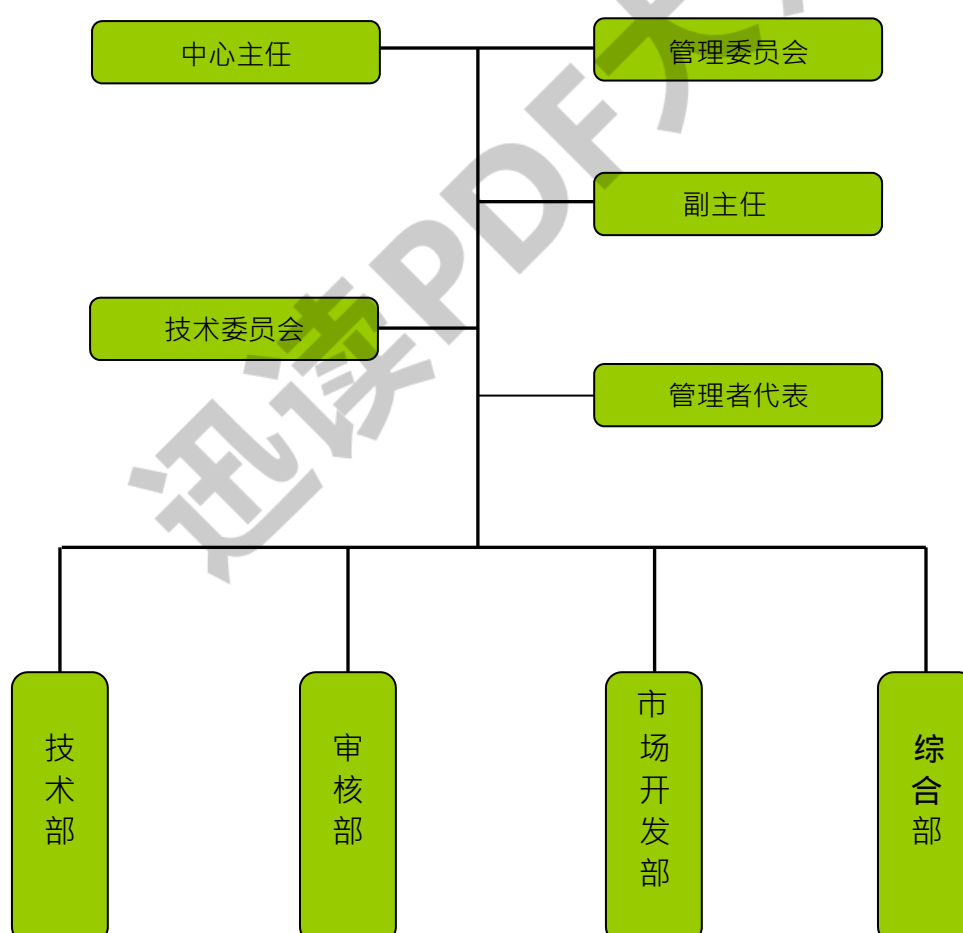 中心主任
管理委员会
副主任
技术委员会
管理者代表
技术部
审核部
市场开发部
综合部
迅读PDF大